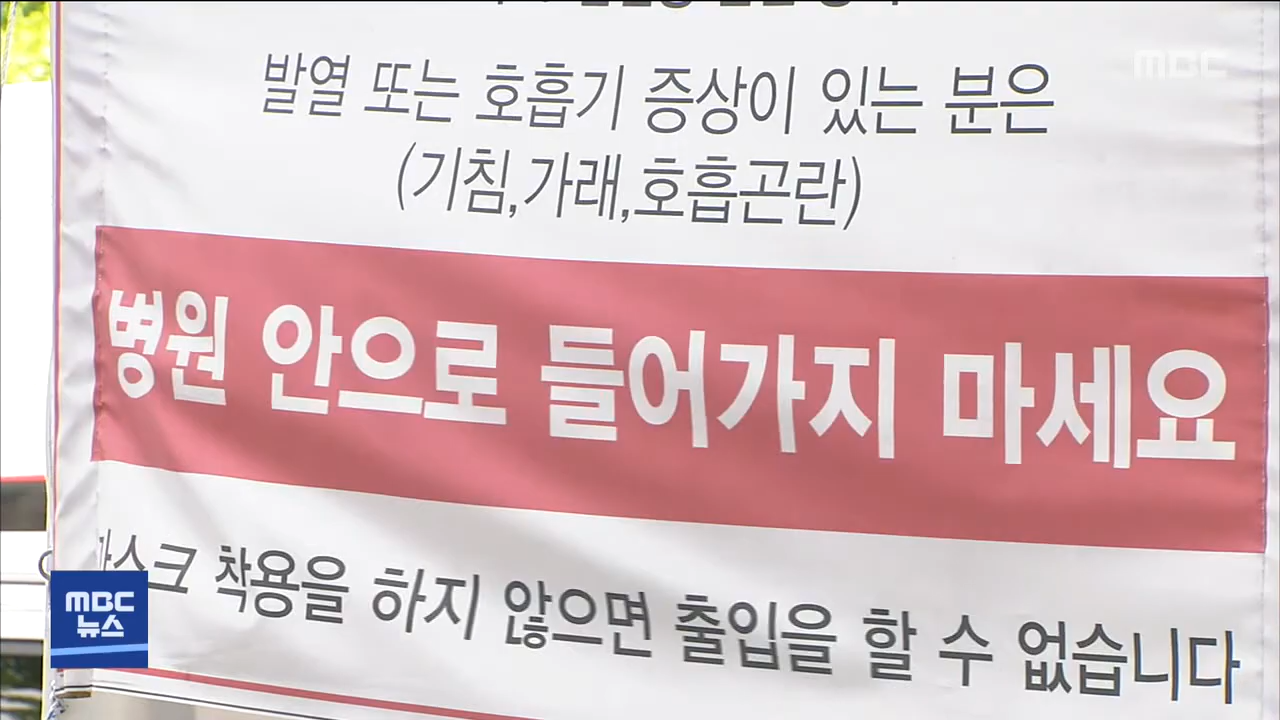 MBC
발열 또는 호흡기 증상이 있는 분은
(기침,가래,호흡곤란)
병원 안으로 들어가지 마세요
마스크 착용을 하지 않으면 출입을 할 수 없습니다
MBC
뉴스